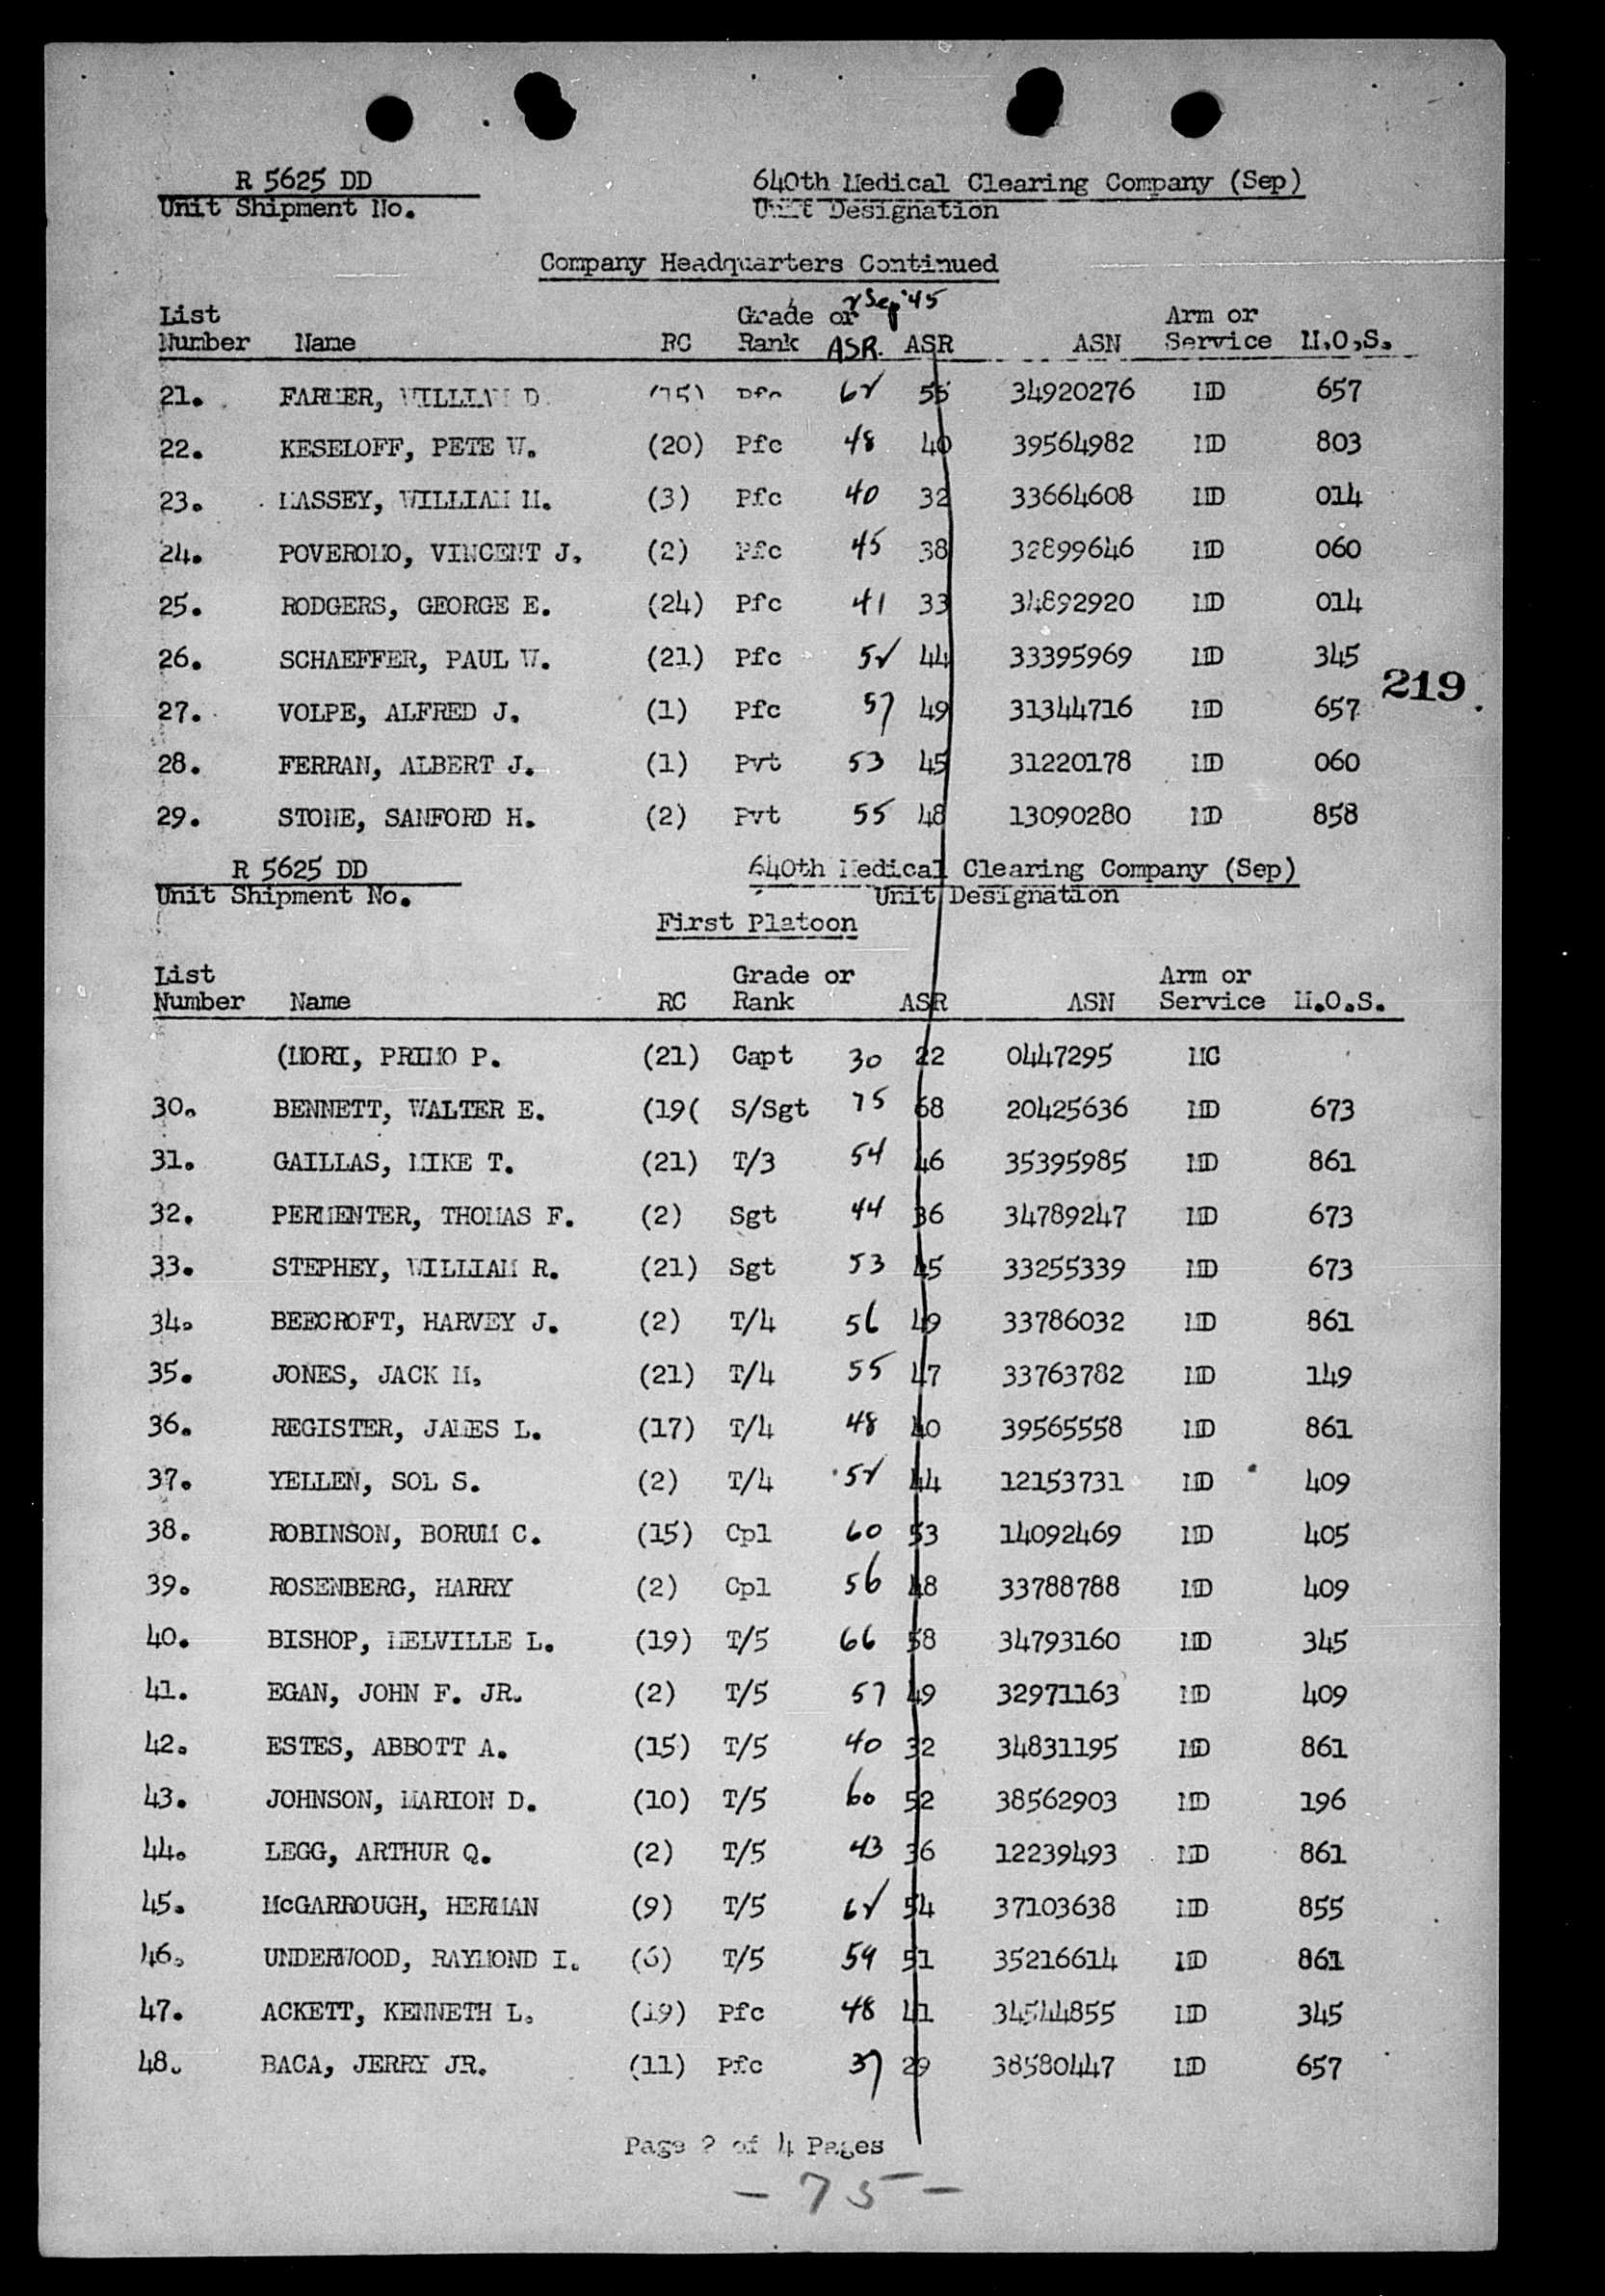 R 5625 DD 640th Medical Clearing Company (Sep)
Unit Shipment No. Unit Designation
Company Headquarters Continued
2 Sep '45
List Grade or Arm or
Number Name RC Rank ASR. ASR ASN Service M.O.S.
21. FARMER, WILLIAM D. (15) Pfc 62 55 34920276 MD 657
22. KESELOFF, PETE W. (20) Pfc 48 40 39564982 MD 803
23. MASSEY, WILLIAM M. (3) Pfc 40 32 33664608 MD 014
24. POVEROMO, VINCENT J. (2) Pfc 45 38 32899646 MD 060
25. RODGERS, GEORGE E. (24) Pfc 41 33 34892920 MD 014
26. SCHAEFFER, PAUL W. (21) Pfc 52 44 33395969 MD 345
219
27. VOLPE, ALFRED J. (1) Pfc 57 49 31344716 MD 657
28. FERRAN, ALBERT J. (1) Pvt 53 45 31220178 MD 060
29. STONE, SANFORD H. (2) Pvt 55 48 13090280 MD 858
R 5625 DD 640th Medical Clearing Company (Sep)
Unit Shipment No. Unit Designation
First Platoon
List Grade or Arm or
Number Name RC Rank ASR ASN Service M.O.S.
(MORI, PRIMO P. (21) Capt 30 22 0447295 MC
30. BENNETT, WALTER E. (19( S/Sgt 75 68 20425636 MD 673
31. GAILLAS, MIKE T. (21) T/3 54 46 35395985 MD 861
32. PERMENTER, THOMAS F. (2) Sgt 44 36 34789247 MD 673
33. STEPHEY, WILLIAM R. (21) Sgt 53 45 33255339 MD 673
34. BEECROFT, HARVEY J. (2) T/4 56 49 33786032 MD 861
35. JONES, JACK M. (21) T/4 55 47 33763782 MD 149
36. REGISTER, JAMES L. (17) T/4 48 40 39565558 MD 861
37. YELLEN, SOL S. (2) T/4 52 44 12153731 MD 409
38. ROBINSON, BORUM C. (15) Cpl 60 53 14092469 MD 405
39. ROSENBERG, HARRY (2) Cpl 56 48 33788788 MD 409
40. BISHOP, MELVILLE L. (19) T/5 66 58 34793160 MD 345
41. EGAN, JOHN F. JR. (2) T/5 57 49 32971163 MD 409
42. ESTES, ABBOTT A. (15) T/5 40 32 34831195 MD 861
43. JOHNSON, MARION D. (10) T/5 60 52 38562903 MD 196
44. LEGG, ARTHUR Q. (2) T/5 43 36 12239493 MD 861
45. McGARROUGH, HERMAN (9) T/5 62 54 37103638 MD 855
46. UNDERWOOD, RAYMOND I. (6) T/5 59 51 35216614 MD 861
47. ACKETT, KENNETH L. (19) Pfc 48 41 34544855 MD 345
48. BACA, JERRY JR. (11) Pfc 37 29 38580447 MD 657
Page 2 of 4 Pages
- 75 -